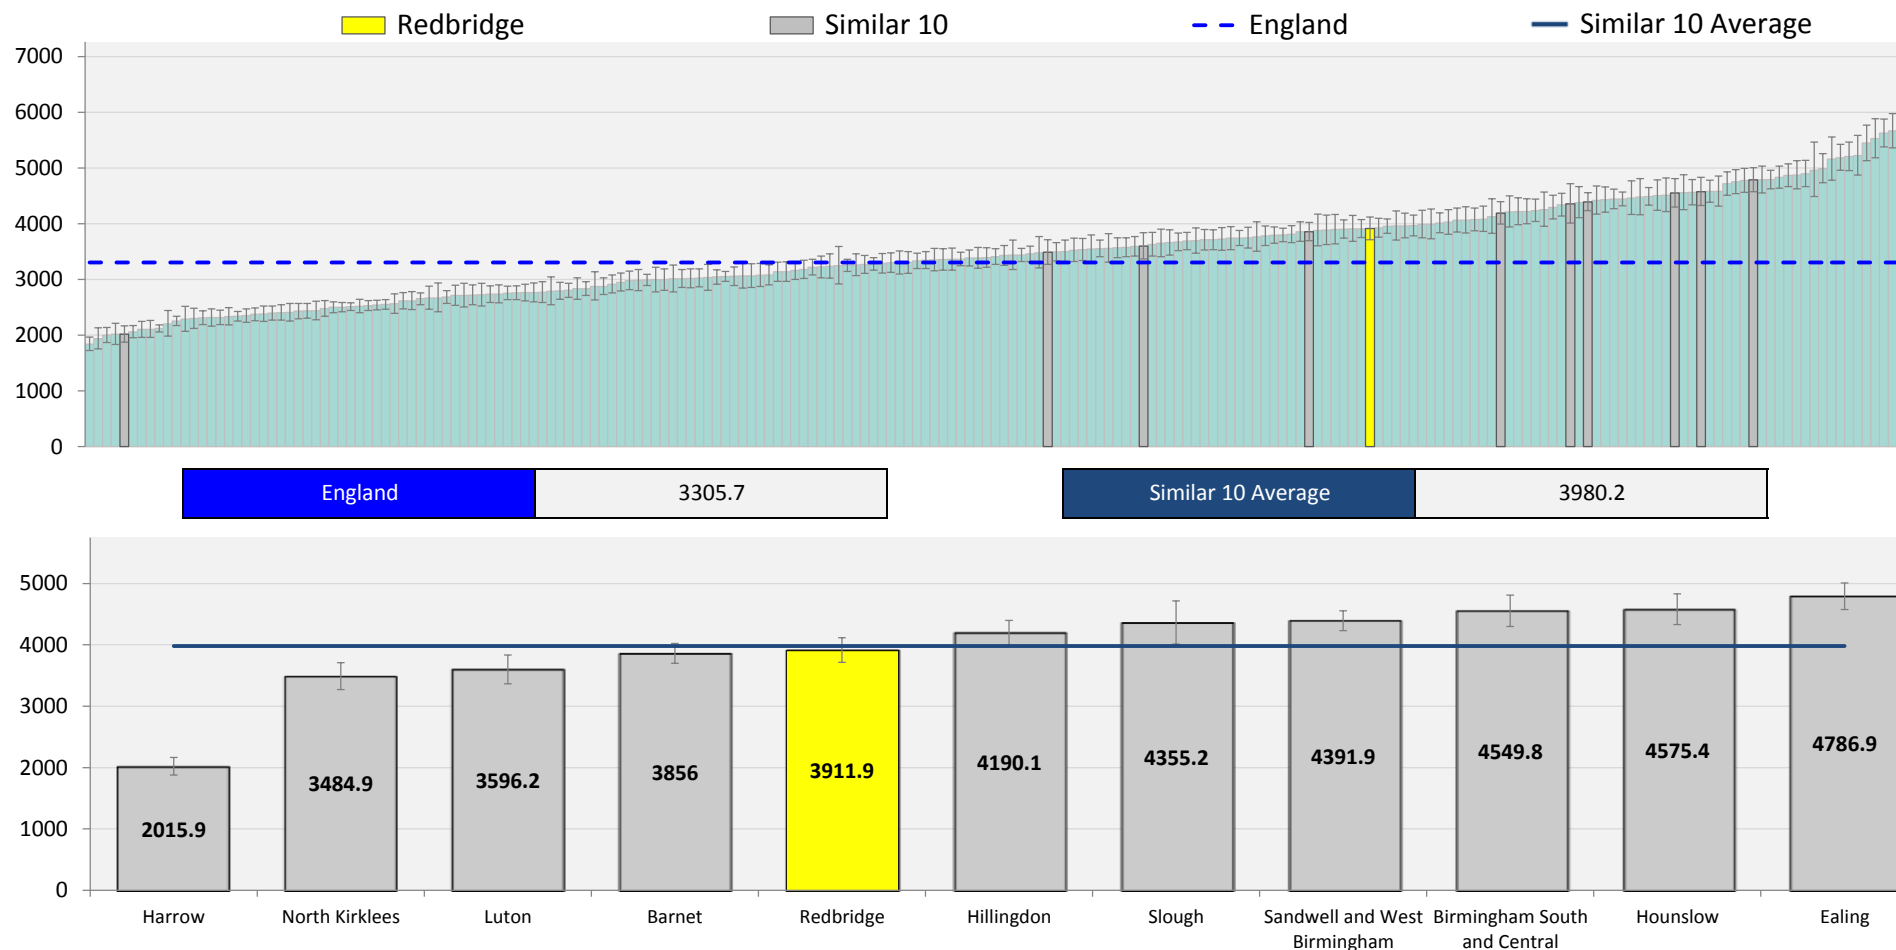 Redbridge
Similar 10
England
Similar 10 Average
7000
6000
5000
4000
3000
2000
1000
0
England 3305.7
Similar 10 Average 3980.2
5000
4000
3000
2000
1000
0
2015.9
3484.9
3596.2
3856
3911.9
4190.1
4355.2
4391.9
4549.8
4575.4
4786.9
Harrow
North Kirklees
Luton
Barnet
Redbridge
Hillingdon
Slough
Sandwell and West
Birmingham
Birmingham South
and Central
Hounslow
Ealing